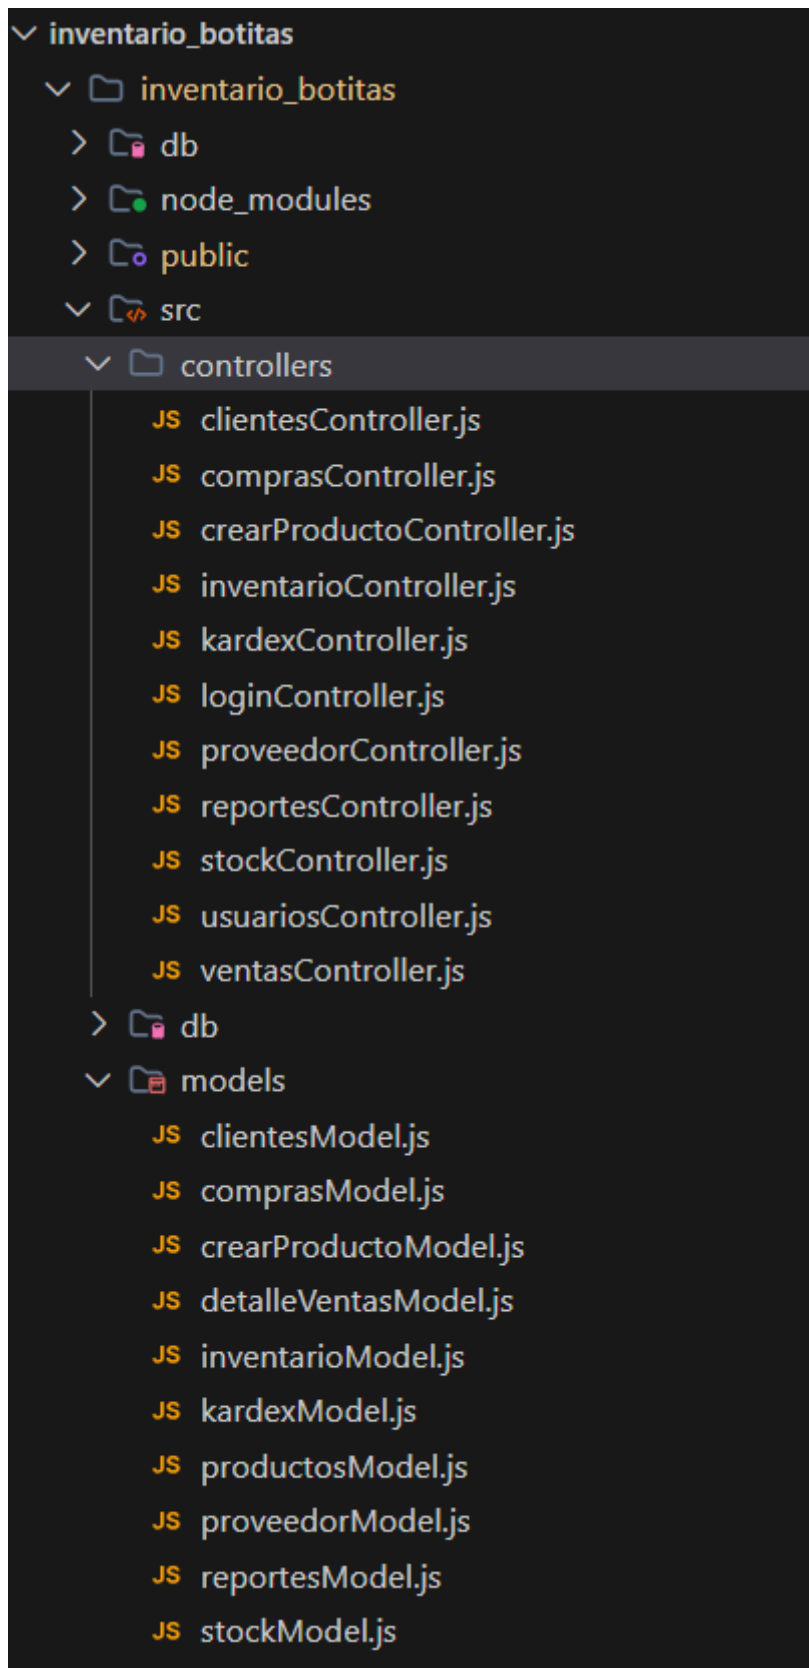 inventario_botitas
inventario_botitas
db
node_modules
public
src
controllers
JS clientesController.js
JS comprasController.js
JS crearProductoController.js
JS inventarioController.js
JS kardexController.js
JS loginController.js
JS proveedorController.js
JS reportesController.js
JS stockController.js
JS usuariosController.js
JS ventasController.js
db
models
JS clientesModel.js
JS comprasModel.js
JS crearProductoModel.js
JS detalleVentasModel.js
JS inventarioModel.js
JS kardexModel.js
JS productosModel.js
JS proveedorModel.js
JS reportesModel.js
JS stockModel.js